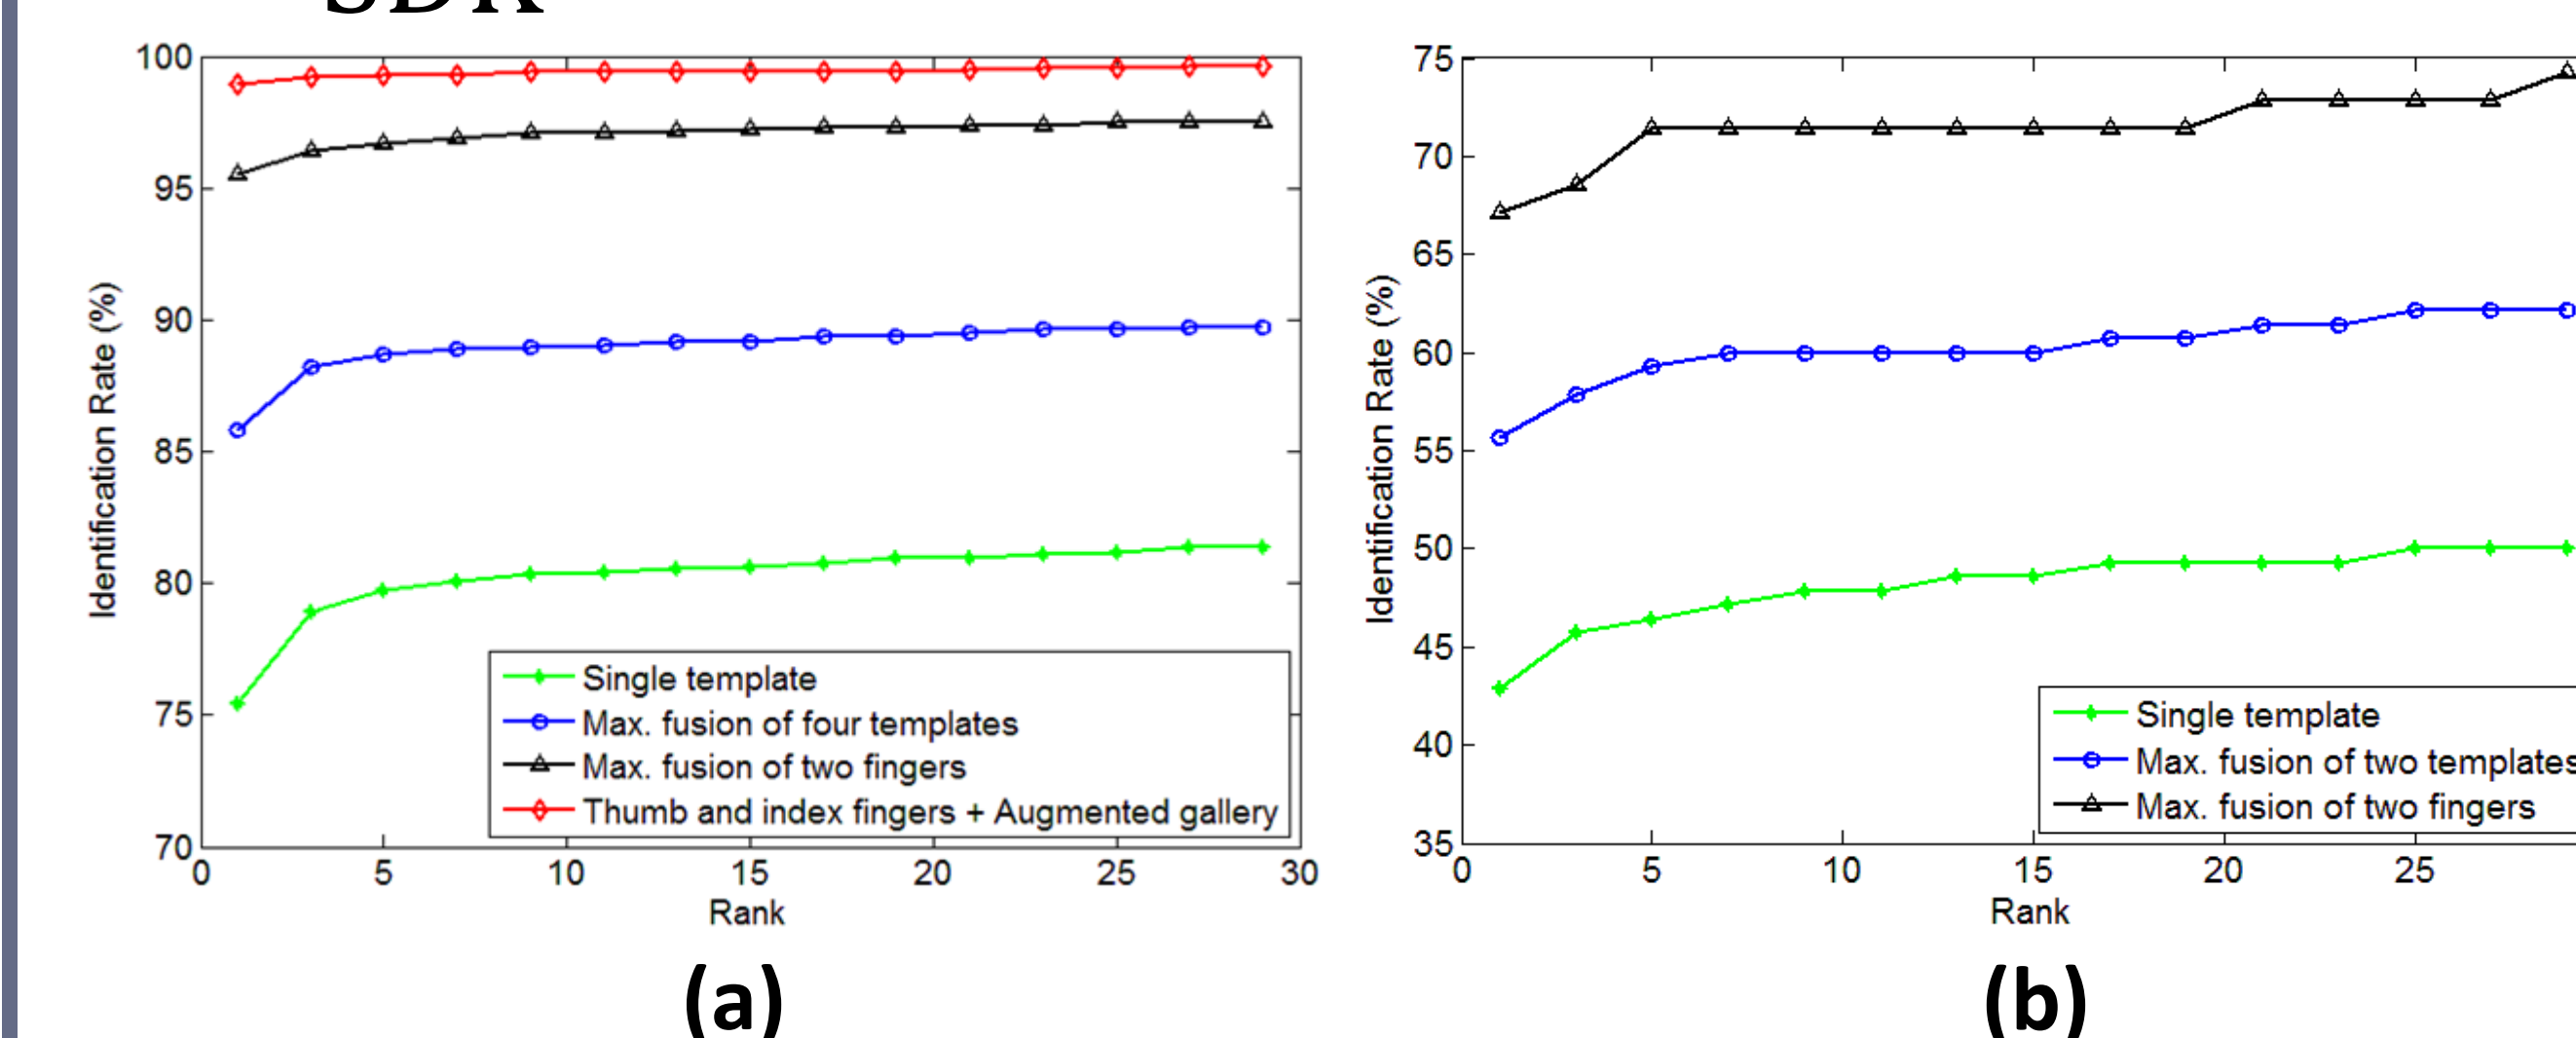 SDK
100
95
90
85
80
75
70
0 5 10 15 20 25 30
Identification Rate (%)
Rank
Single template
Max. fusion of four templates
Max. fusion of two fingers
Thumb and index fingers + Augmented gallery
(a)
75
70
65
60
55
50
45
40
35
0 5 10 15 20 25
Identification Rate (%)
Rank
Single template
Max. fusion of two templates
Max. fusion of two fingers
(b)